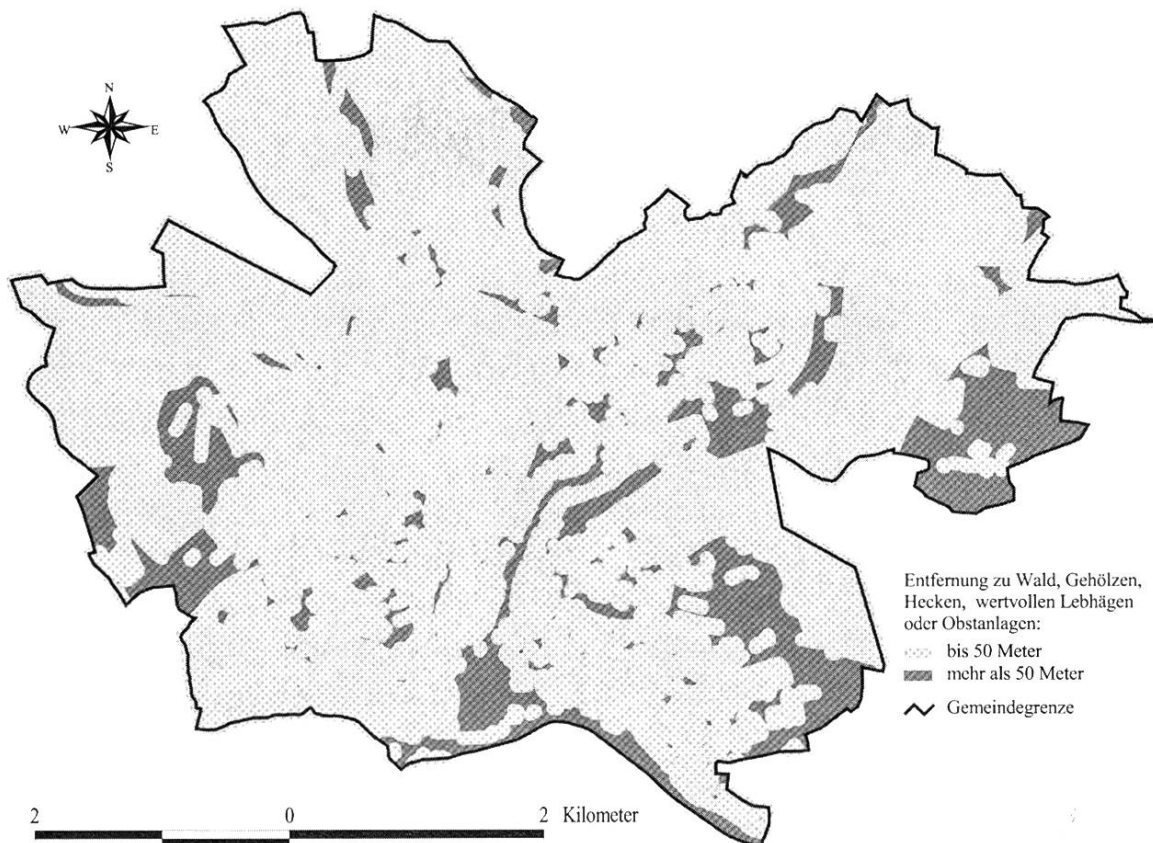 N
W E
S
Entfernung zu Wald, Gehölzen,
Hecken, wertvollen Lebhägen
oder Obstanlagen:
bis 50 Meter
mehr als 50 Meter
Gemeindegrenze
2 0 2 Kilometer